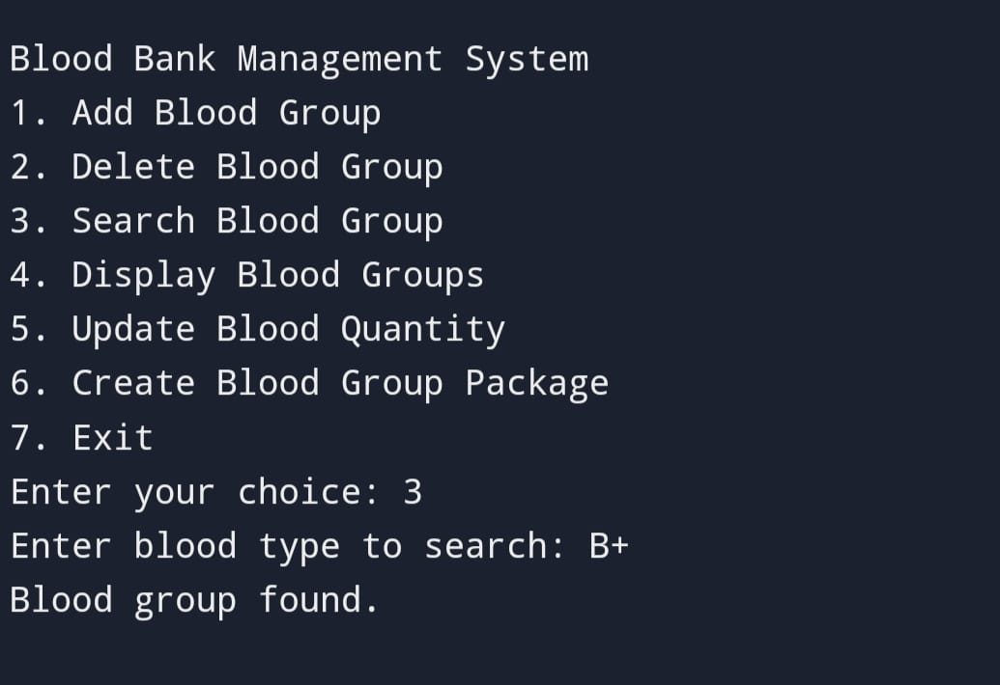 Blood Bank Management System
1. Add Blood Group
2. Delete Blood Group
3. Search Blood Group
4. Display Blood Groups
5. Update Blood Quantity
6. Create Blood Group Package
7. Exit
Enter your choice: 3
Enter blood type to search: B+
Blood group found.